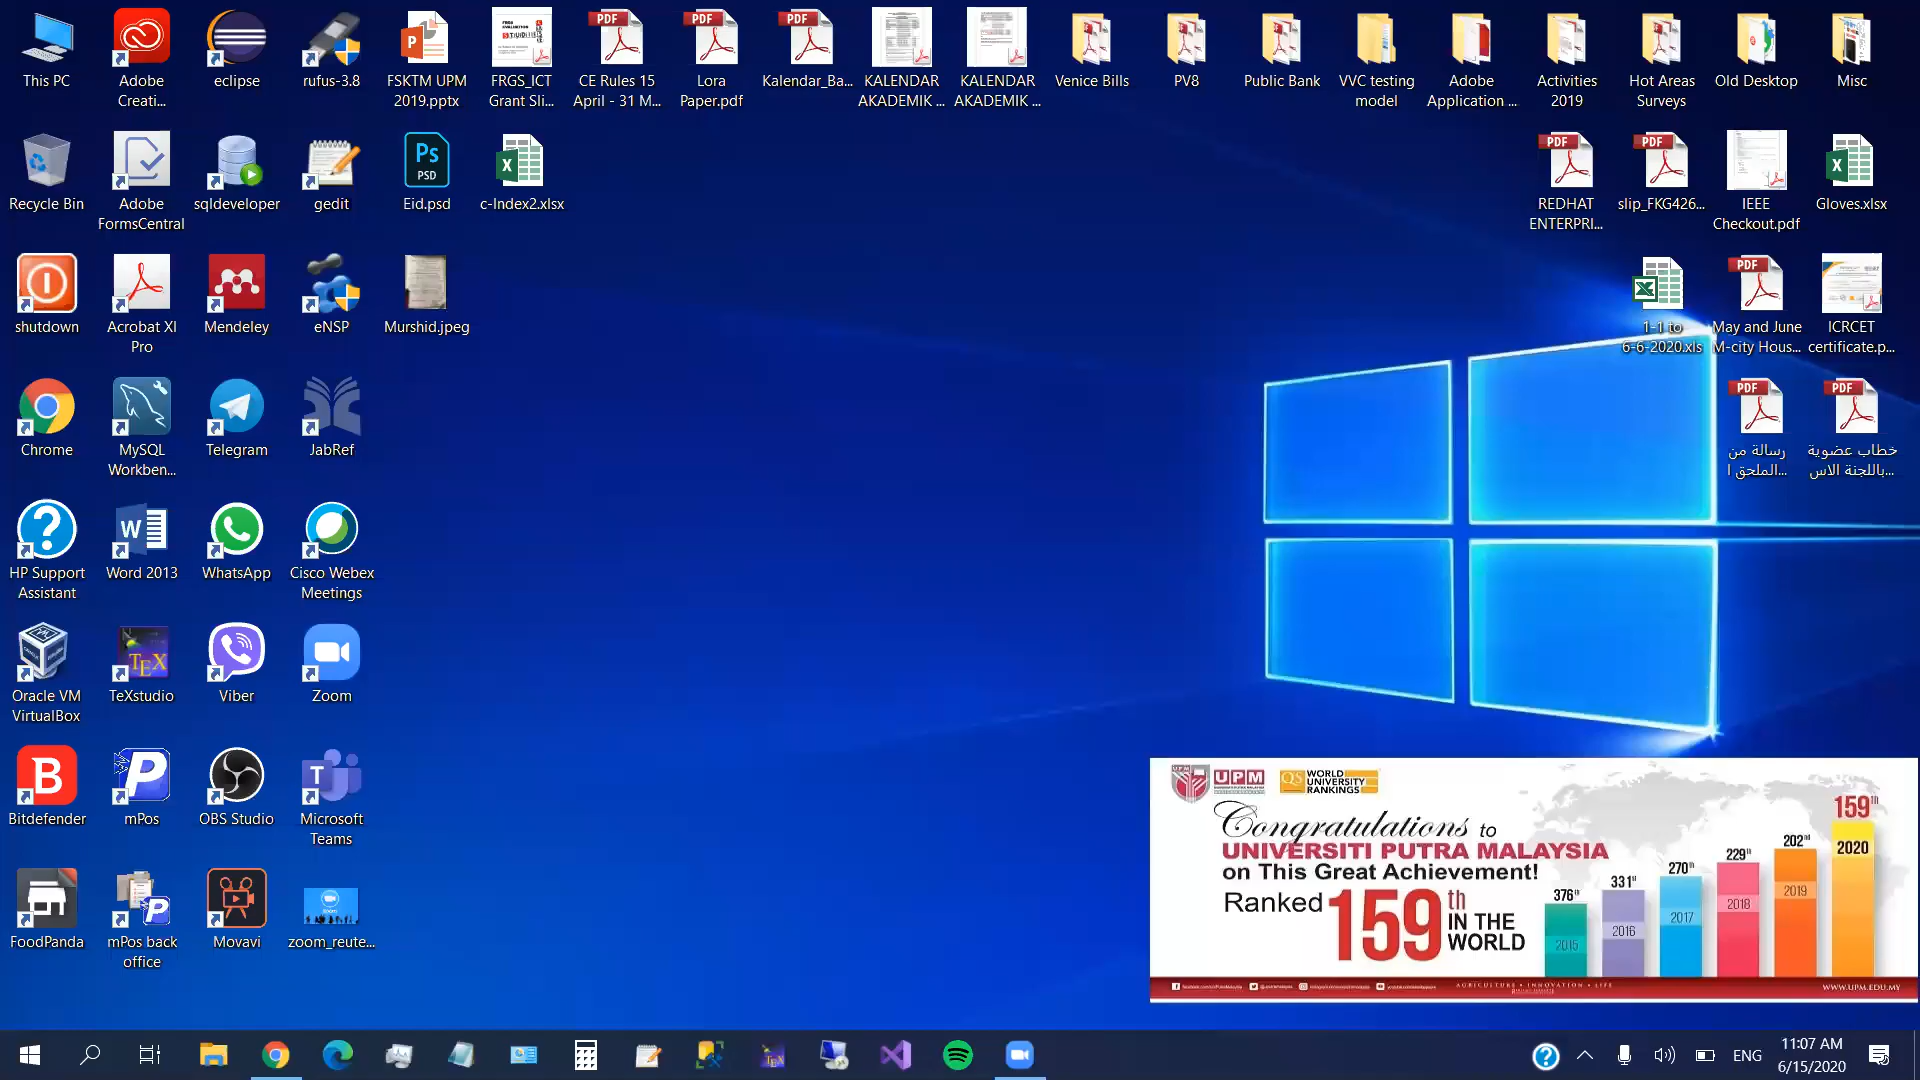 This PC
Adobe
Creati...
eclipse
rufus-3.8
FSKTM UPM
2019.pptx
FRGS_ICT
Grant Sli...
CE Rules 15
April - 31 M...
Lora
Paper.pdf
Kalendar_Ba...
KALENDAR
AKADEMIK ...
KALENDAR
AKADEMIK ...
Venice Bills
PV8
Public Bank
VVC testing
model
Adobe
Application ...
Activities
2019
Hot Areas
Surveys
Old Desktop
Misc
Recycle Bin
Adobe
FormsCentral
sqldeveloper
gedit
Eid.psd
c-Index2.xlsx
REDHAT
ENTERPRI...
slip_FKG426...
IEEE
Checkout.pdf
Gloves.xlsx
shutdown
Acrobat XI
Pro
Mendeley
eNSP
Murshid.jpeg
1-1 to
6-6-2020.xls
May and June
M-city Hous...
ICRCET
certificate.p...
Chrome
MySQL
Workben...
Telegram
JabRef
رسالة من
الملحق ا...
خطاب عضوية
باللجنة الاس...
HP Support
Assistant
Word 2013
WhatsApp
Cisco Webex
Meetings
Oracle VM
VirtualBox
TeXstudio
Viber
Zoom
Bitdefender
mPos
OBS Studio
Microsoft
Teams
FoodPanda
mPos back
office
Movavi
zoom_reute...
UPM
QS WORLD
UNIVERSITY
RANKINGS
Congratulations to
UNIVERSITI PUTRA MALAYSIA
on This Great Achievement!
Ranked 159th
IN THE
WORLD
376th
2015
331st
2016
270th
2017
229th
2018
202nd
2019
159th
2020
AGRICULTURE • INNOVATION • LIFE
WWW.UPM.EDU.MY
ENG
11:07 AM
6/15/2020